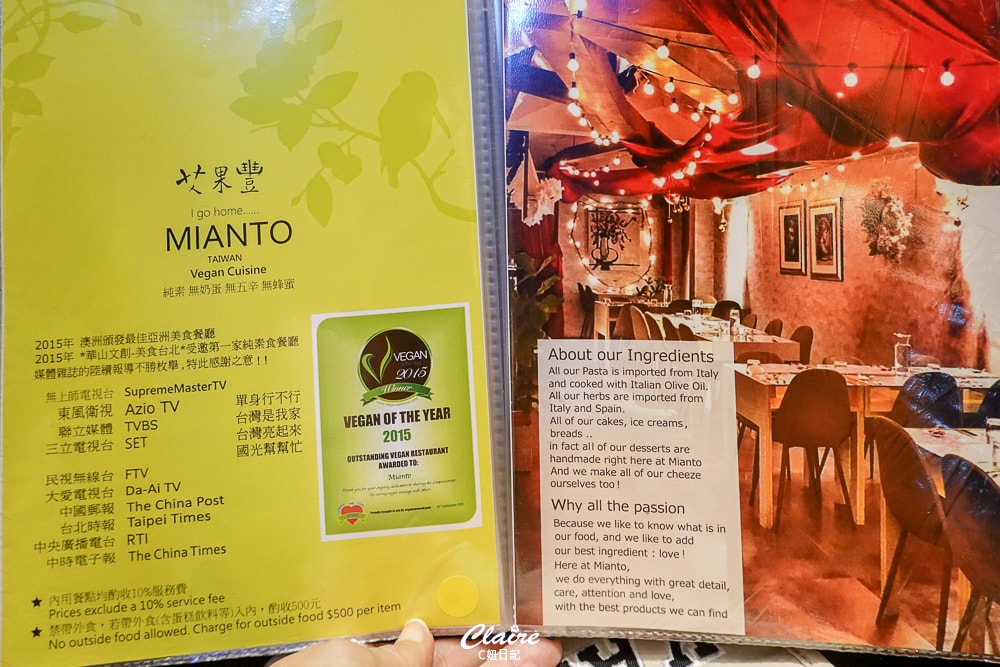 艾果豐
I go home......
MIANTO
TAIWAN
Vegan Cuisine
純素 無奶蛋 無五辛 無蜂蜜
2015年 澳洲頒發最佳亞洲美食餐廳
2015年 *華山文創-美食台北*受邀第一家純素食餐廳
媒體雜誌的陸續報導不勝枚舉,特此感謝之意!!
無上師電視台 SupremeMasterTV
東風衛視 Azio TV 單身行不行
聯立媒體 TVBS 台灣是我家
三立電視台 SET 台灣亮起來
國光幫幫忙
民視無線台 FTV
大愛電視台 Da-Ai TV
中國郵報 The China Post
台北時報 Taipei Times
中央廣播電台 RTI
中時電子報 The China Times
★ 內用餐點均酌收10%服務費
Prices exclude a 10% service fee
★ 禁帶外食,若帶外食(含蛋糕飲料等)入內,酌收500元
No outside food allowed. Charge for outside food $500 per item
VEGAN
2015
Winner
VEGAN OF THE YEAR
2015
OUTSTANDING VEGAN RESTAURANT
AWARDED TO:
Mianto
About our Ingredients
All our Pasta is imported from Italy
and cooked with Italian Olive Oil.
All our herbs are imported from
Italy and Spain.
All of our cakes, ice creams,
breads ..
in fact all of our desserts are
handmade right here at Mianto
And we make all of our cheeze
ourselves too !
Why all the passion
Because we like to know what is in
our food, and we like to add
our best ingredient : love !
Here at Mianto,
we do everything with great detail,
care, attention and love,
with the best products we can find
Claire
C妞日記